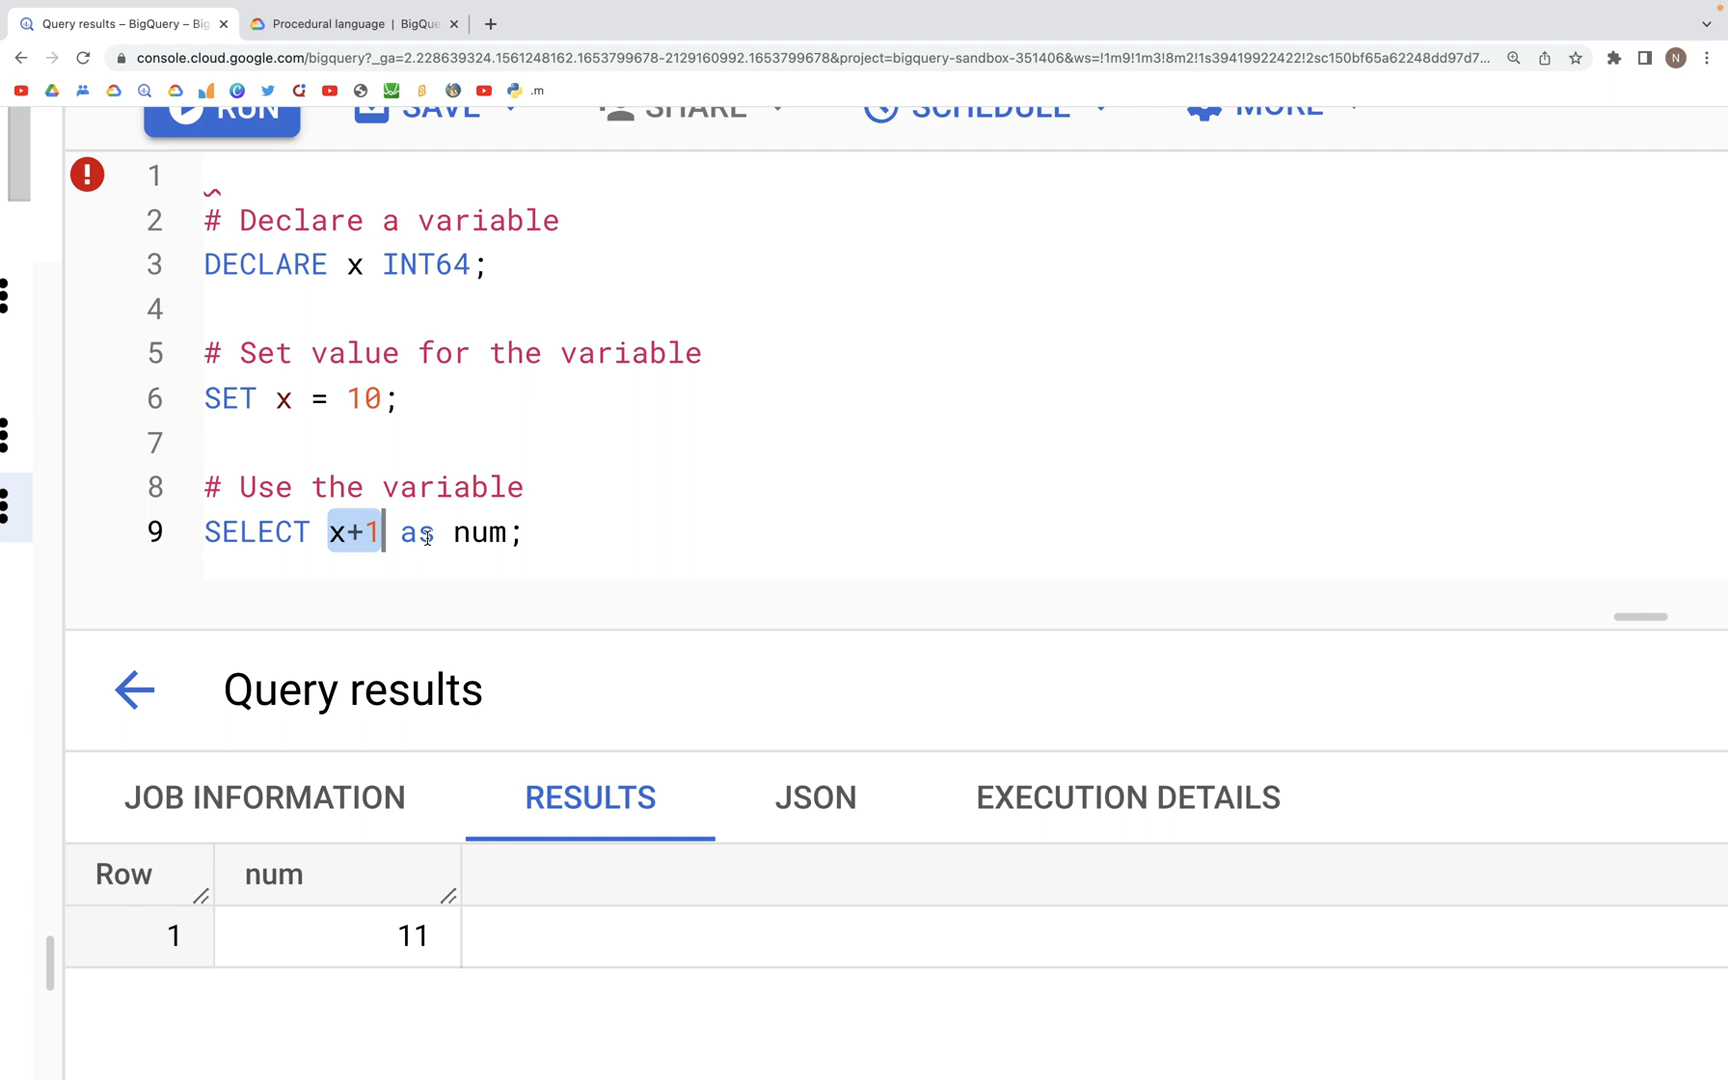 Query results – BigQuery – Big
Procedural language | BigQue
console.cloud.google.com/bigquery?_ga=2.228639324.1561248162.1653799678-2129160992.1653799678&project=bigquery-sandbox-351406&ws=!1m9!1m3!8m2!1s39419922422!2sc150bf65a62248dd97d7...
N
.m
RUN SAVE SHARE SCHEDULE MORE
1
2 # Declare a variable
3 DECLARE x INT64;
4
5 # Set value for the variable
6 SET x = 10;
7
8 # Use the variable
9 SELECT x+1 as num;
Query results
JOB INFORMATION RESULTS JSON EXECUTION DETAILS
Row num
1 11